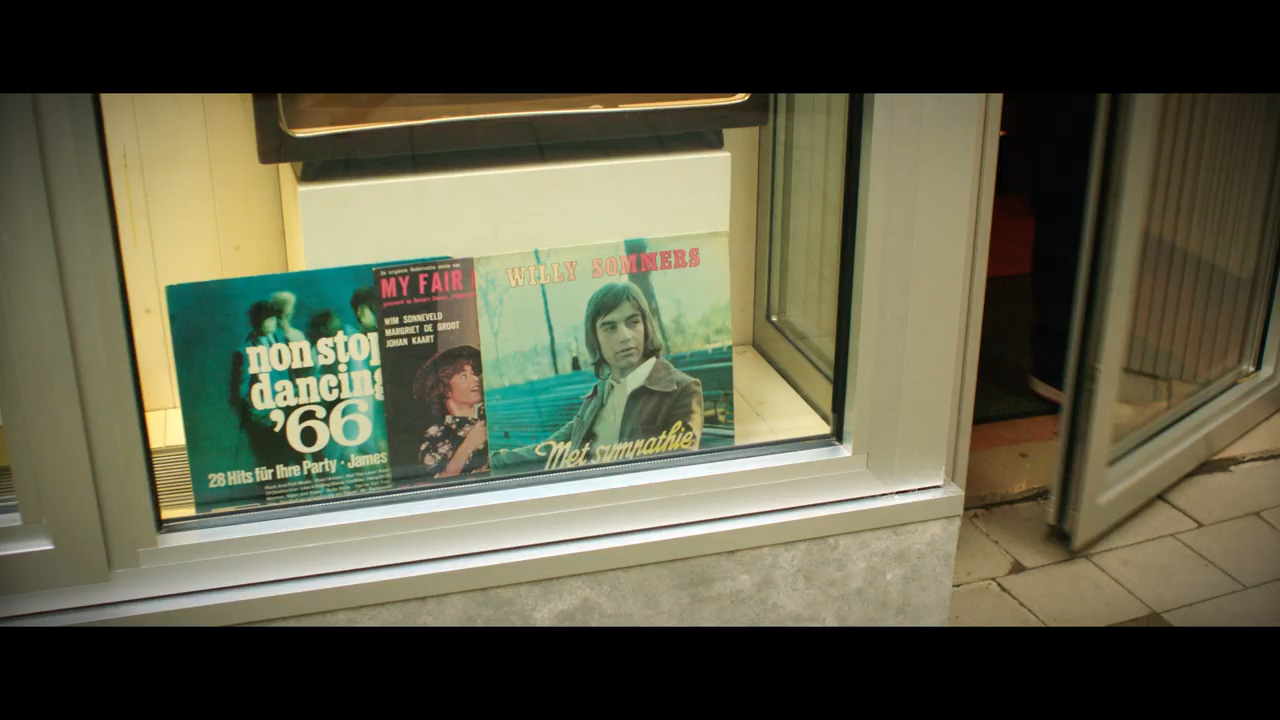 non stop
dancing
'66
28 Hits für Ihre Party · James
MY FAIR
WIM SONNEVELD
MARGRIET DE GROOT
JOHAN KAART
WILLY SOMMERS
Met sympathie